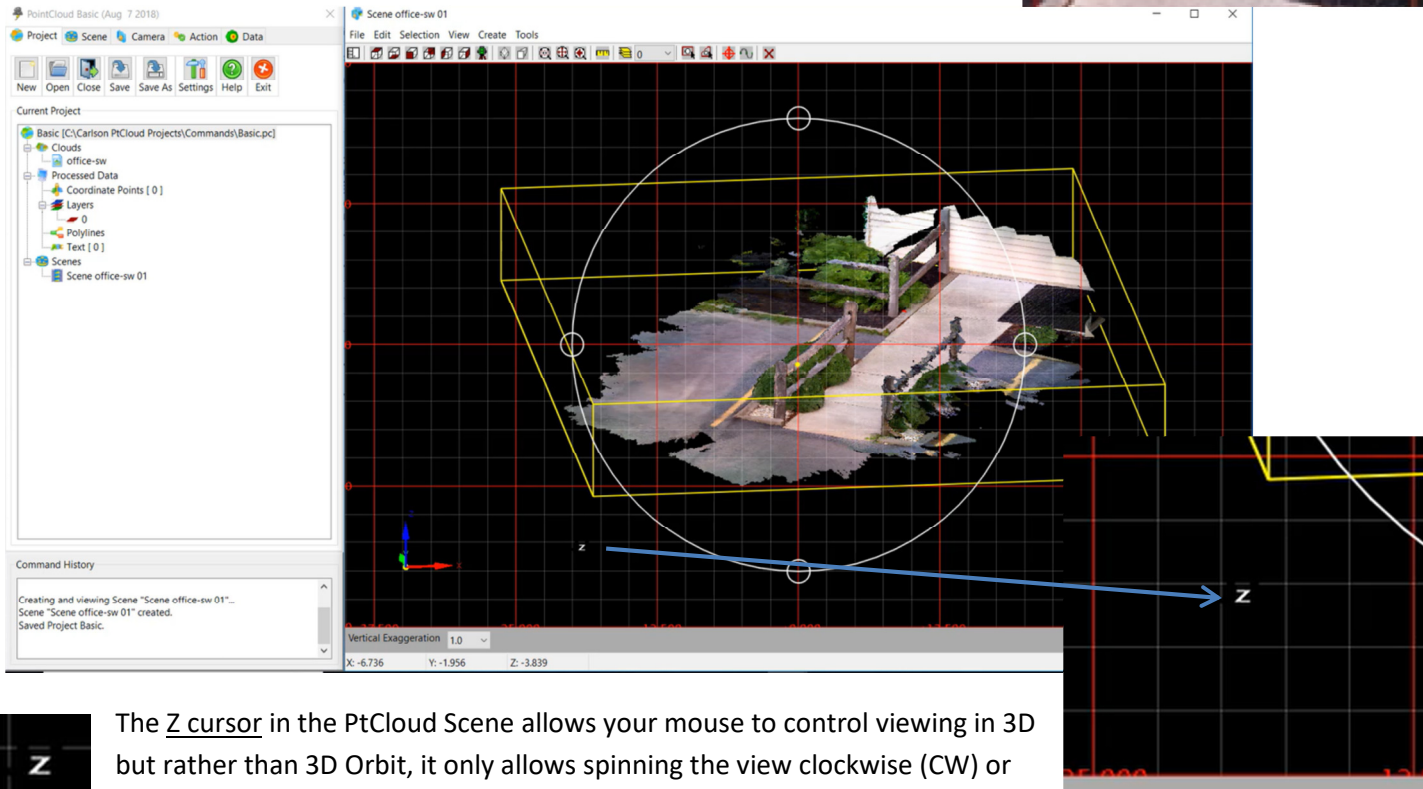 PointCloud Basic (Aug 7 2018)
Project Scene Camera Action Data
New Open Close Save Save As Settings Help Exit
Current Project
Basic [C:\Carlson PtCloud Projects\Commands\Basic.pc]
Clouds
office-sw
Processed Data
Coordinate Points [ 0 ]
Layers
0
Polylines
Text [ 0 ]
Scenes
Scene office-sw 01
Command History
Creating and viewing Scene "Scene office-sw 01"...
Scene "Scene office-sw 01" created.
Saved Project Basic.
Scene office-sw 01
File Edit Selection View Create Tools
0
z
Vertical Exaggeration 1.0
X: -6.736 Y: -1.956 Z: -3.839
z
z
The Z cursor in the PtCloud Scene allows your mouse to control viewing in 3D
but rather than 3D Orbit, it only allows spinning the view clockwise (CW) or